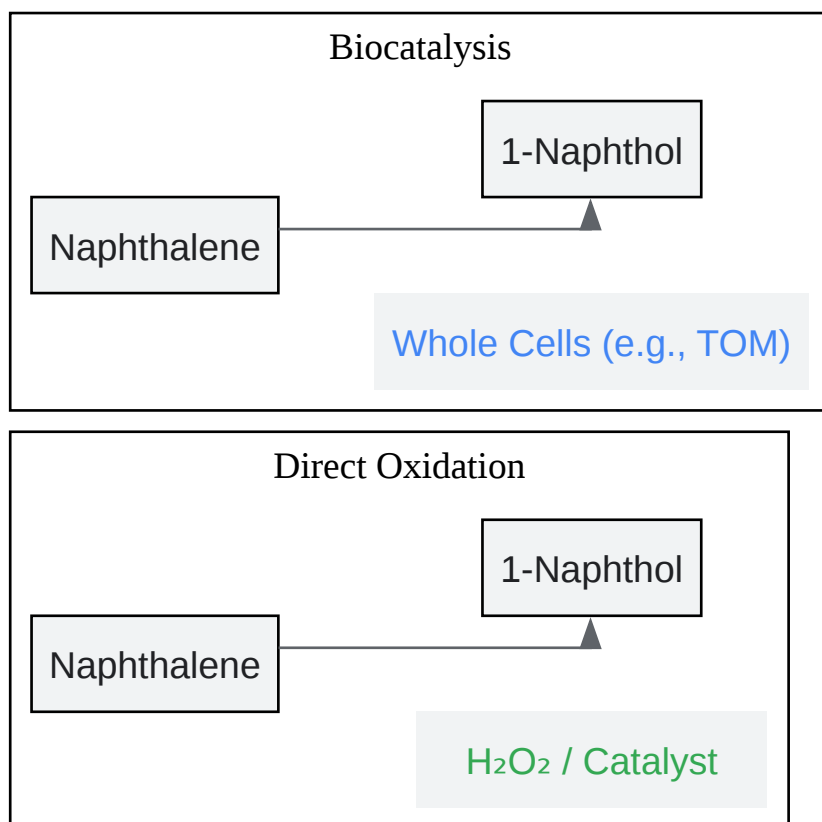 Biocatalysis
1-Naphthol
Naphthalene
Whole Cells (e.g., TOM)
Direct Oxidation
1-Naphthol
Naphthalene
H₂O₂ / Catalyst